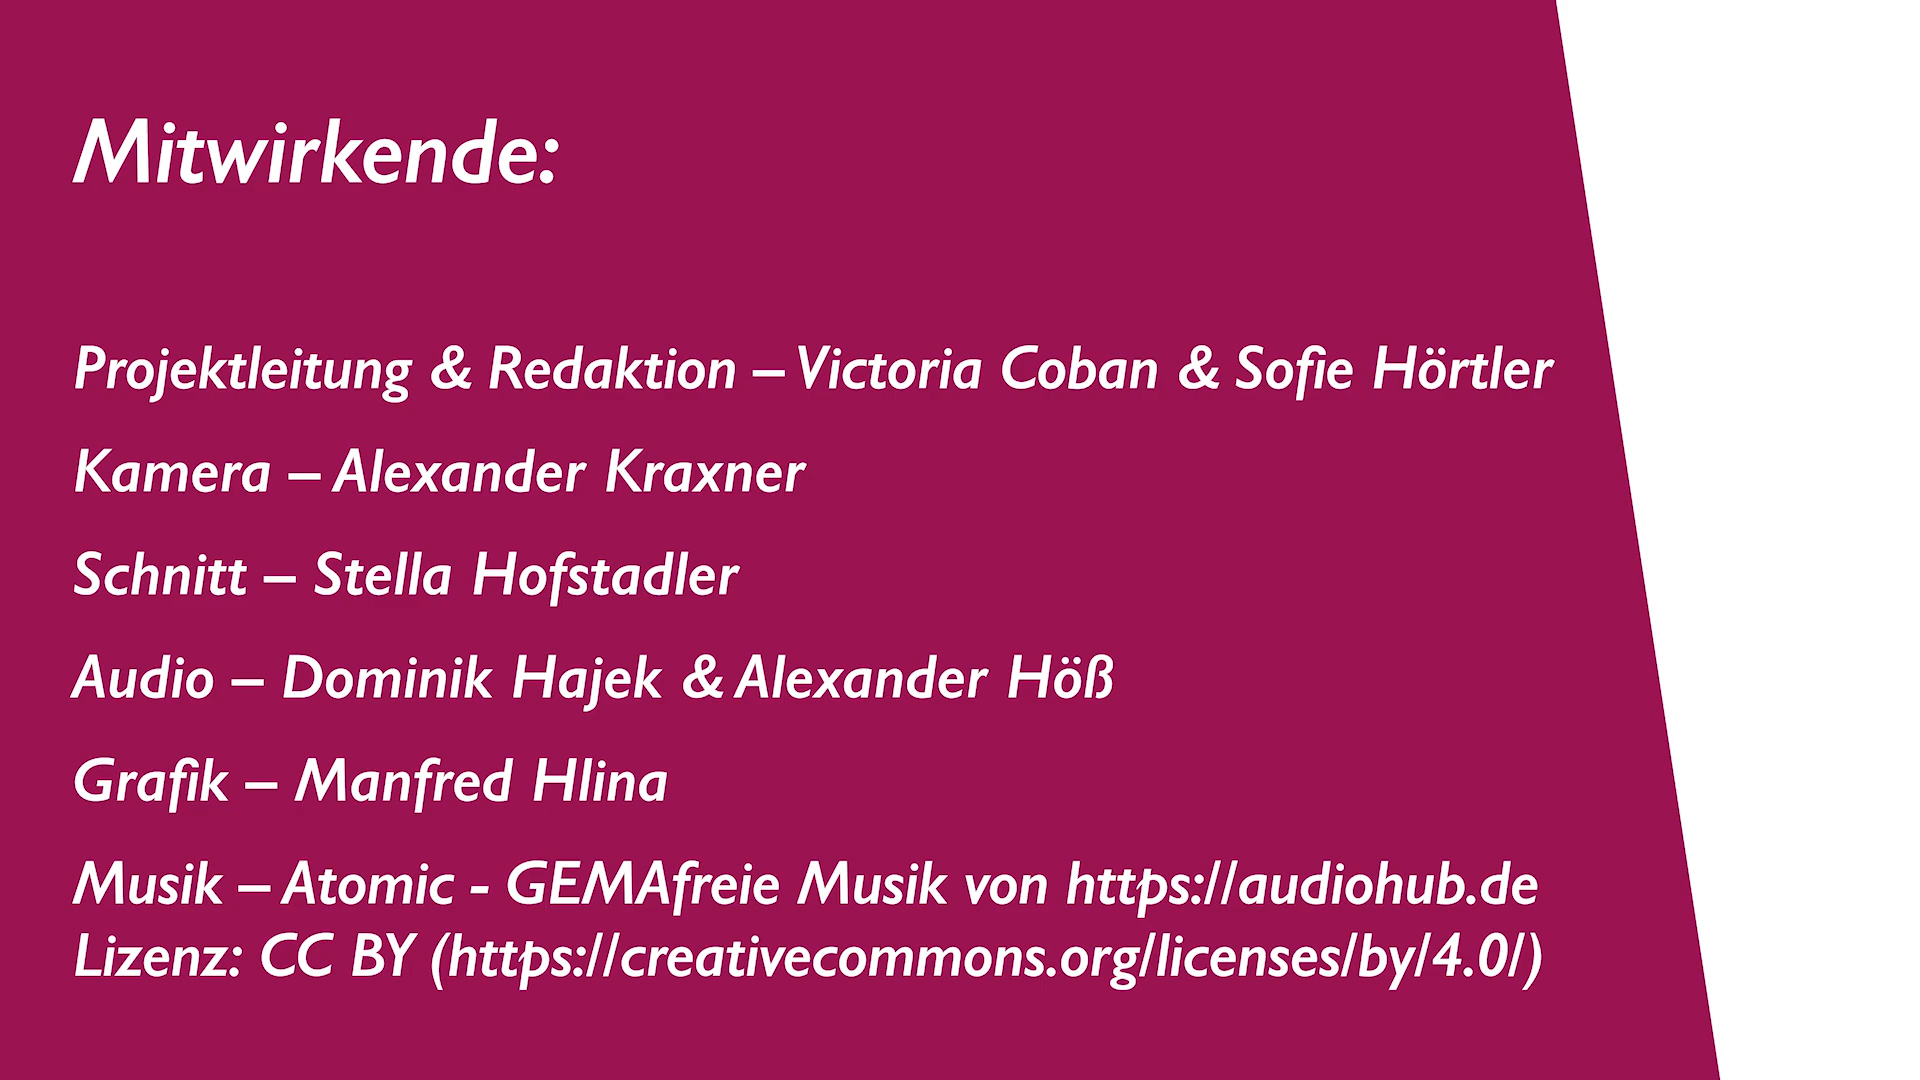 Mitwirkende:
Projektleitung & Redaktion – Victoria Coban & Sofie Hörtler
Kamera – Alexander Kraxner
Schnitt – Stella Hofstadler
Audio – Dominik Hajek & Alexander Höß
Grafik – Manfred Hlina
Musik – Atomic - GEMAfreie Musik von https://audiohub.de
Lizenz: CC BY (https://creativecommons.org/licenses/by/4.0/)